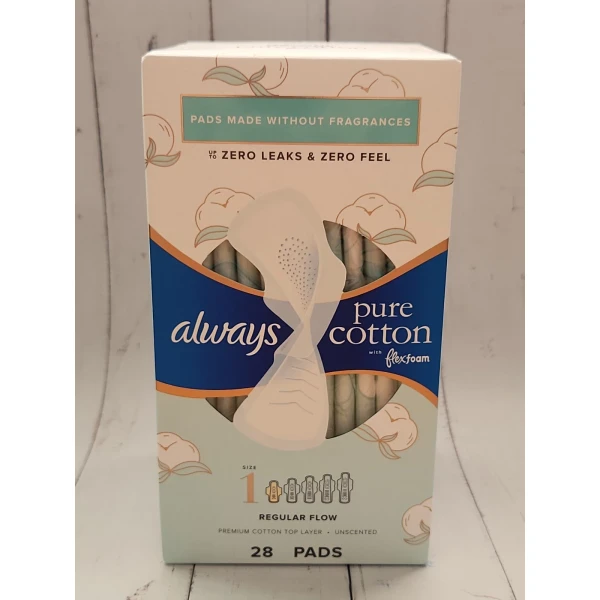 PADS MADE WITHOUT FRAGRANCES
UP TO ZERO LEAKS & ZERO FEEL
always
pure
cotton
with flexfoam
SIZE
1
REGULAR FLOW
PREMIUM COTTON TOP LAYER • UNSCENTED
28 PADS